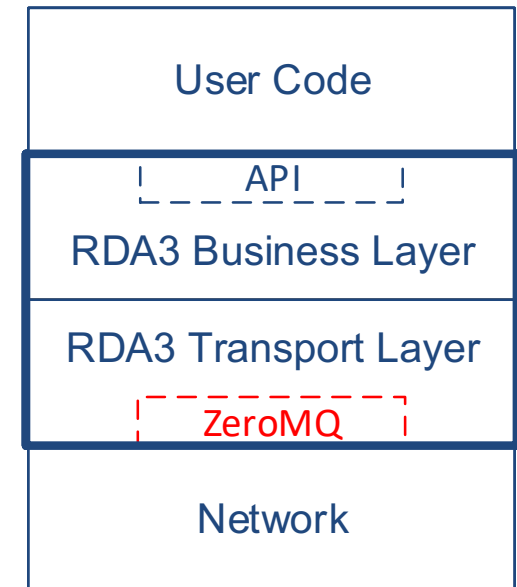 User Code
API
RDA3 Business Layer
RDA3 Transport Layer
ZeroMQ
Network